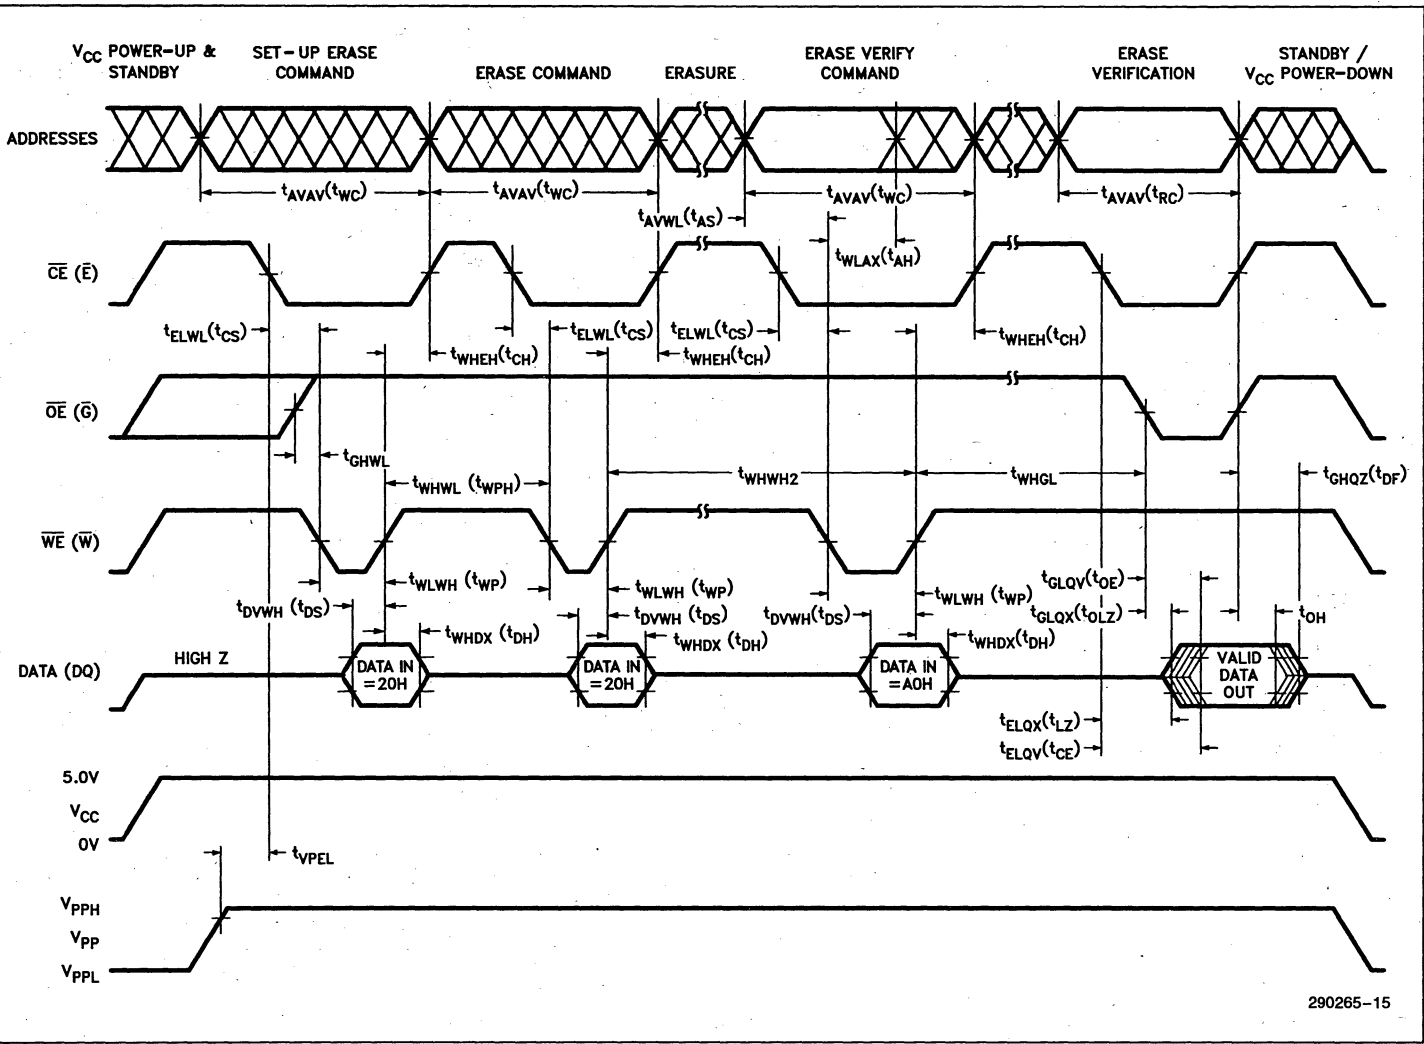 VCC POWER-UP & STANDBY
SET-UP ERASE COMMAND
ERASE COMMAND
ERASURE
ERASE VERIFY COMMAND
ERASE VERIFICATION
STANDBY / VCC POWER-DOWN
ADDRESSES
tAVAV(tWC)
tAVAV(tWC)
tAVAV(tWC)
tAVAV(tRC)
tAVWL(tAS)
tWLAX(tAH)
CE (E)
tELWL(tCS)
tWHEH(tCH)
tELWL(tCS)
tWHEH(tCH)
tELWL(tCS)
tWHEH(tCH)
OE (G)
tGHWL
tWHWL (tWPH)
tWHWH2
tWHGL
tGHQZ(tDF)
WE (W)
tWLWH (tWP)
tWLWH (tWP)
tWLWH (tWP)
tGLQV(tOE)
tDVWH (tDS)
tDVWH (tDS)
tDVWH(tDS)
tGLQX(tOLZ)
tOH
tWHDX (tDH)
tWHDX (tDH)
tWHDX(tDH)
DATA (DQ)
HIGH Z
DATA IN =20H
DATA IN =20H
DATA IN =A0H
VALID DATA OUT
tELQX(tLZ)
tELQV(tCE)
5.0V
VCC
0V
tVPEL
VPPH
VPP
VPPL
290265-15